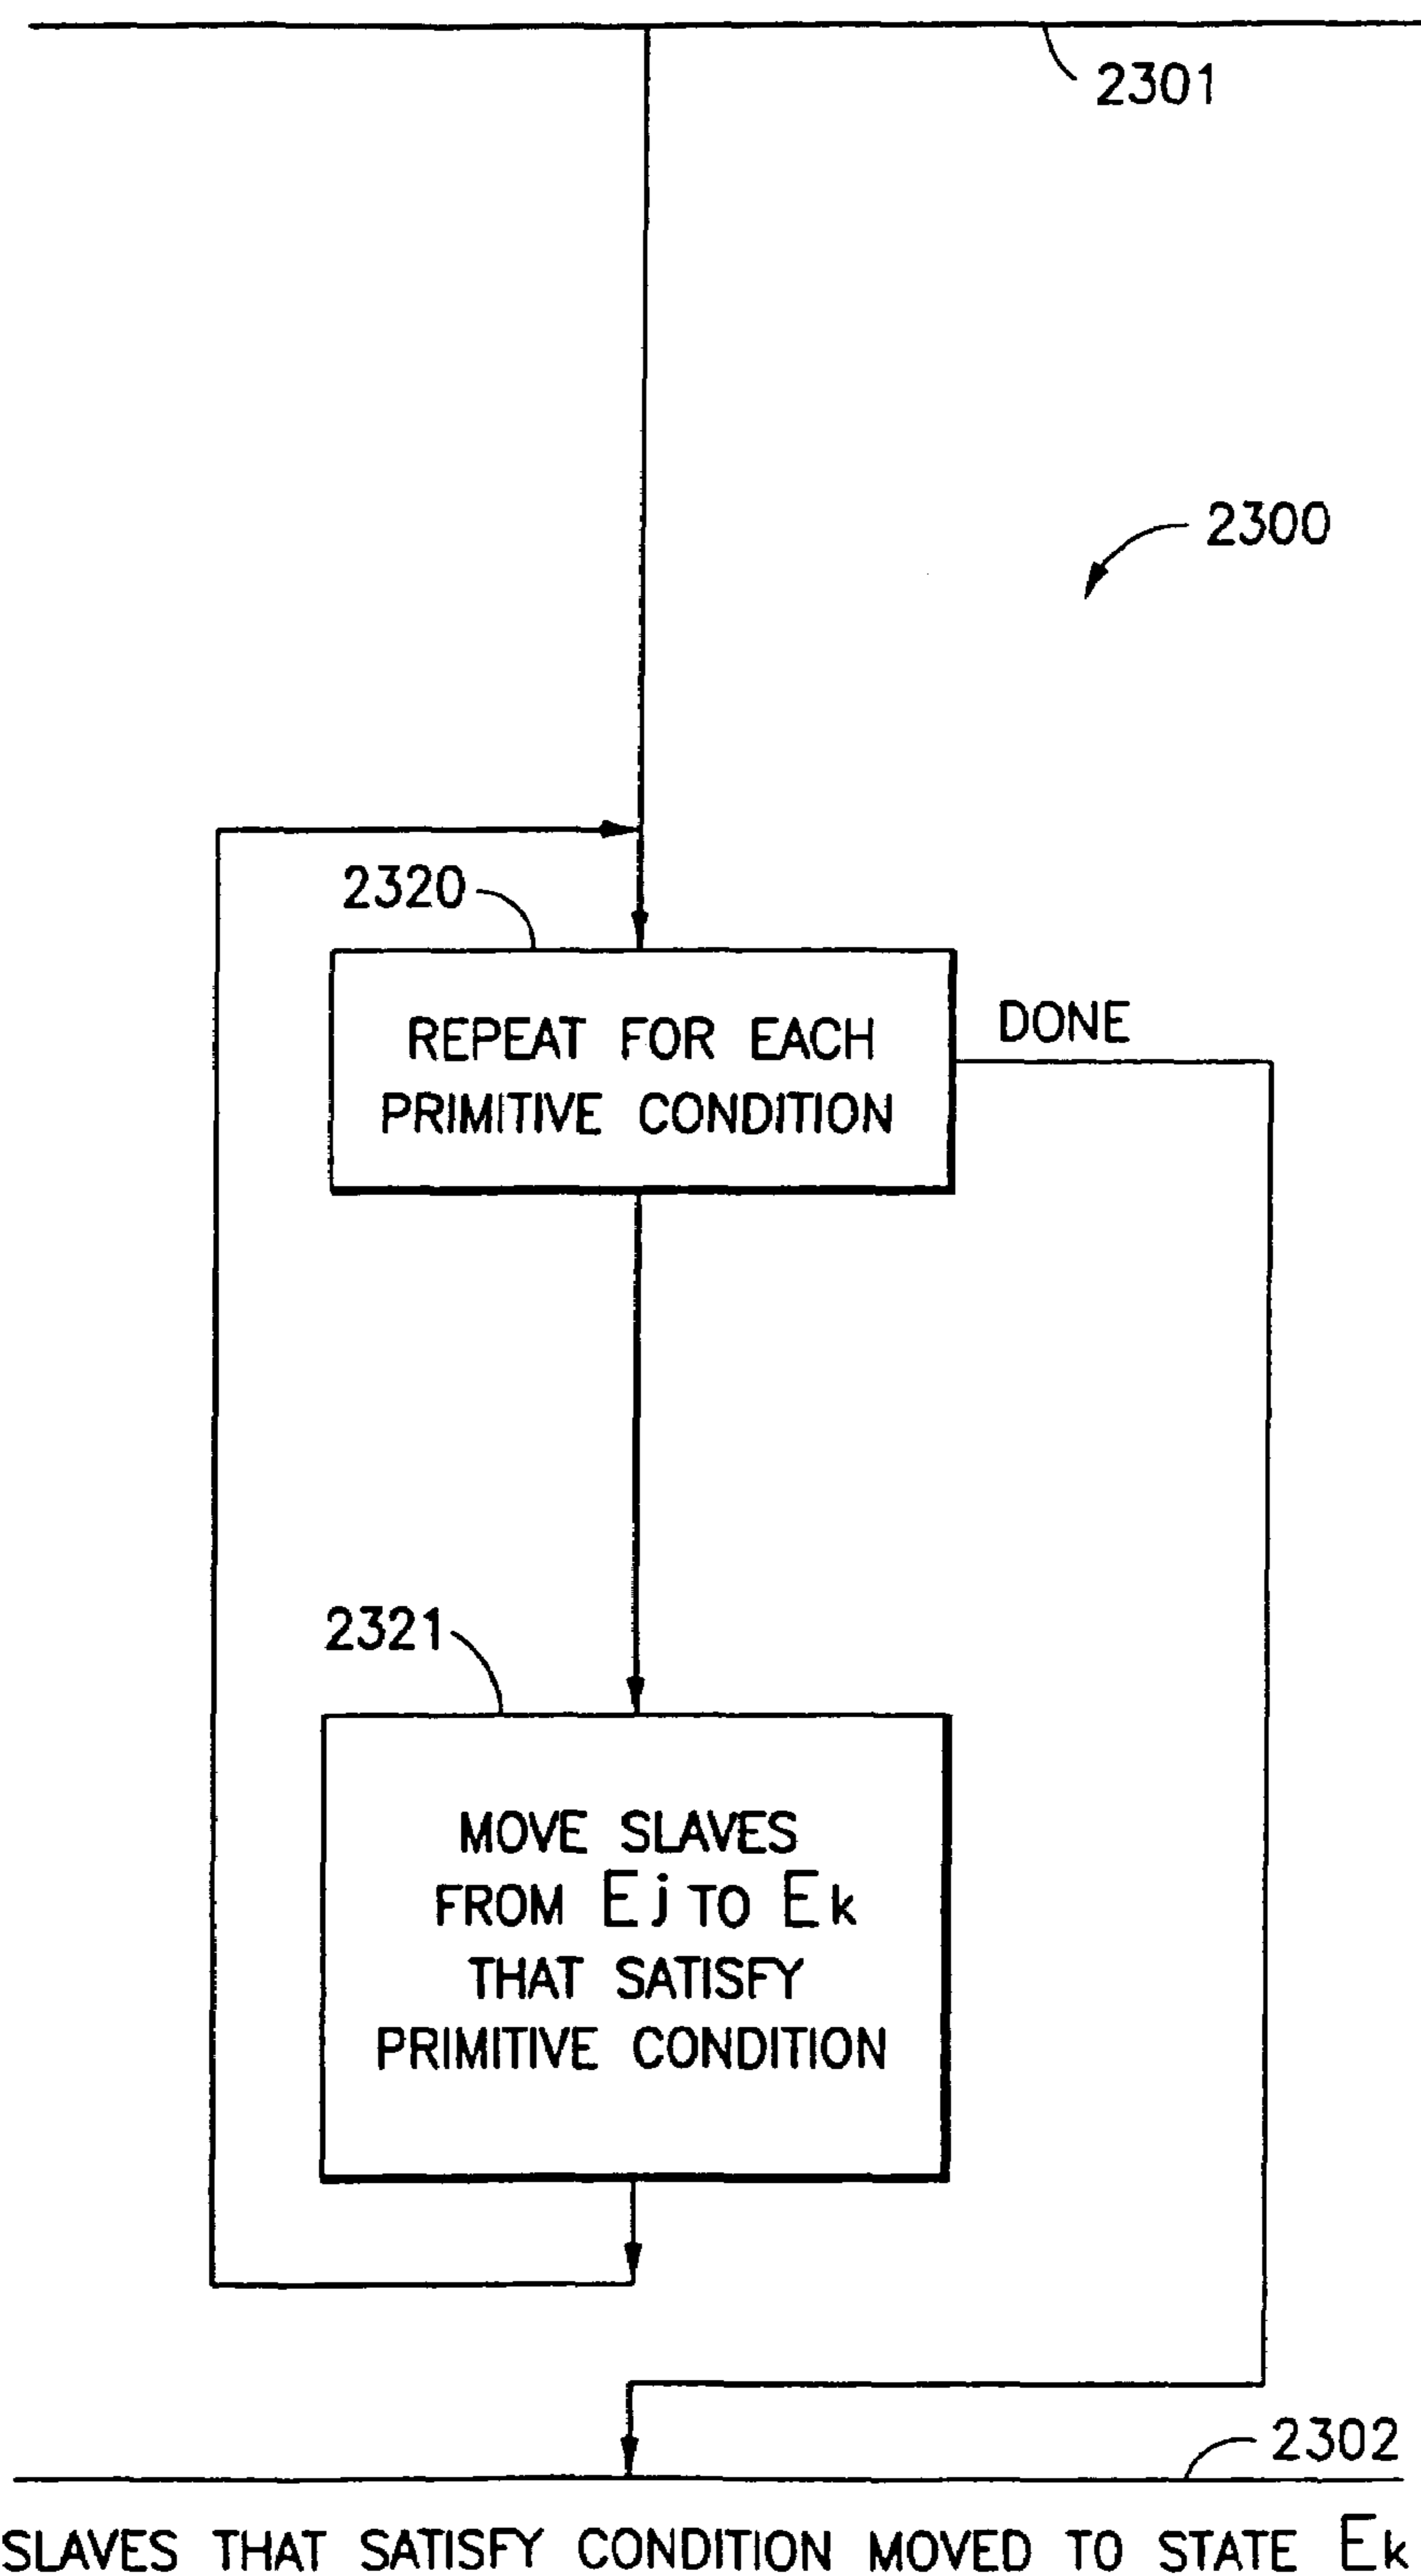 2301
2300
2320
REPEAT FOR EACH
PRIMITIVE CONDITION
DONE
2321
MOVE SLAVES
FROM Ej TO Ek
THAT SATISFY
PRIMITIVE CONDITION
2302
SLAVES THAT SATISFY CONDITION MOVED TO STATE Ek